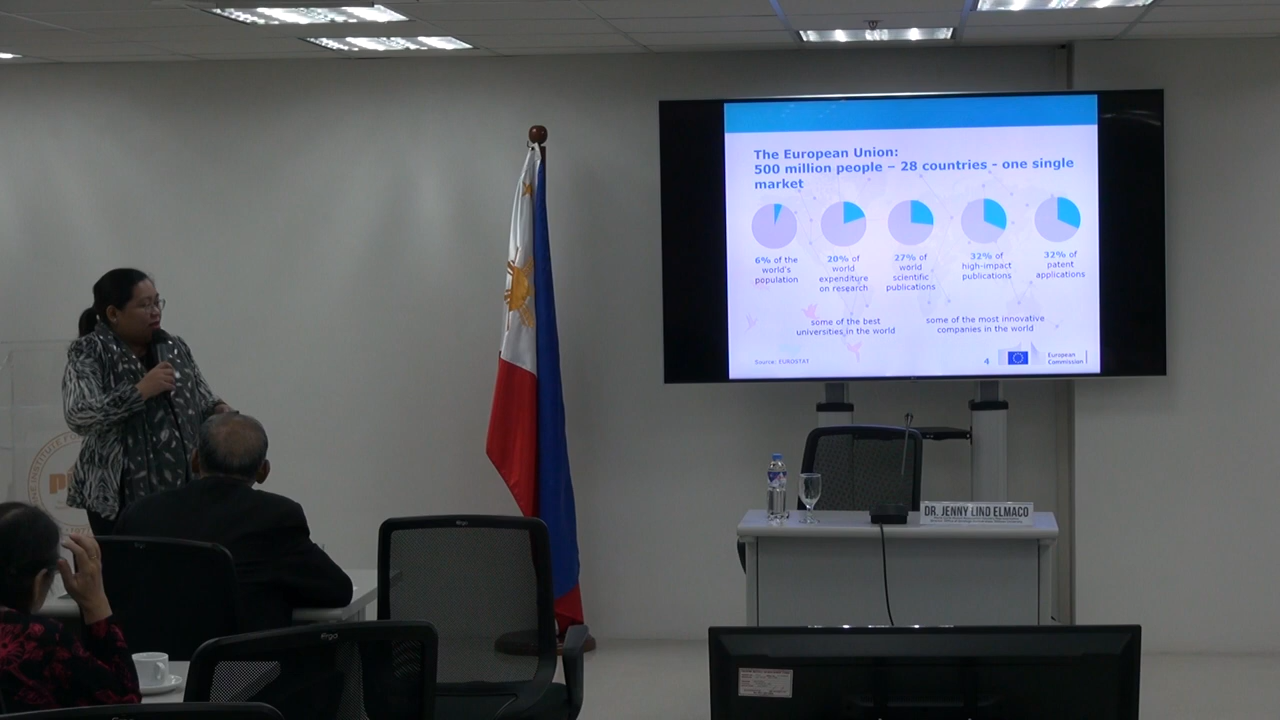 The European Union:
500 million people – 28 countries - one single
market
6% of the
world's
population
20% of
world
expenditure
on research
27% of
world
scientific
publications
32% of
high-impact
publications
32% of
patent
applications
some of the best
universities in the world
some of the most innovative
companies in the world
Source: EUROSTAT
4
European
Commission
DR. JENNY LIND ELMACO
ergo
ergo